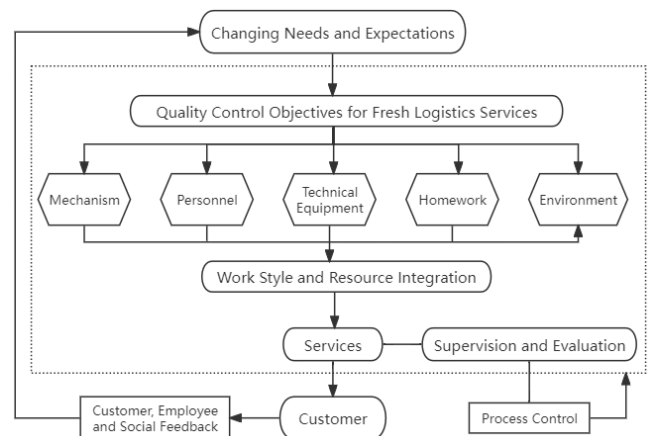 Changing Needs and Expectations
Quality Control Objectives for Fresh Logistics Services
Mechanism
Personnel
Technical
Equipment
Homework
Environment
Work Style and Resource Integration
Services
Supervision and Evaluation
Customer, Employee
and Social Feedback
Customer
Process Control